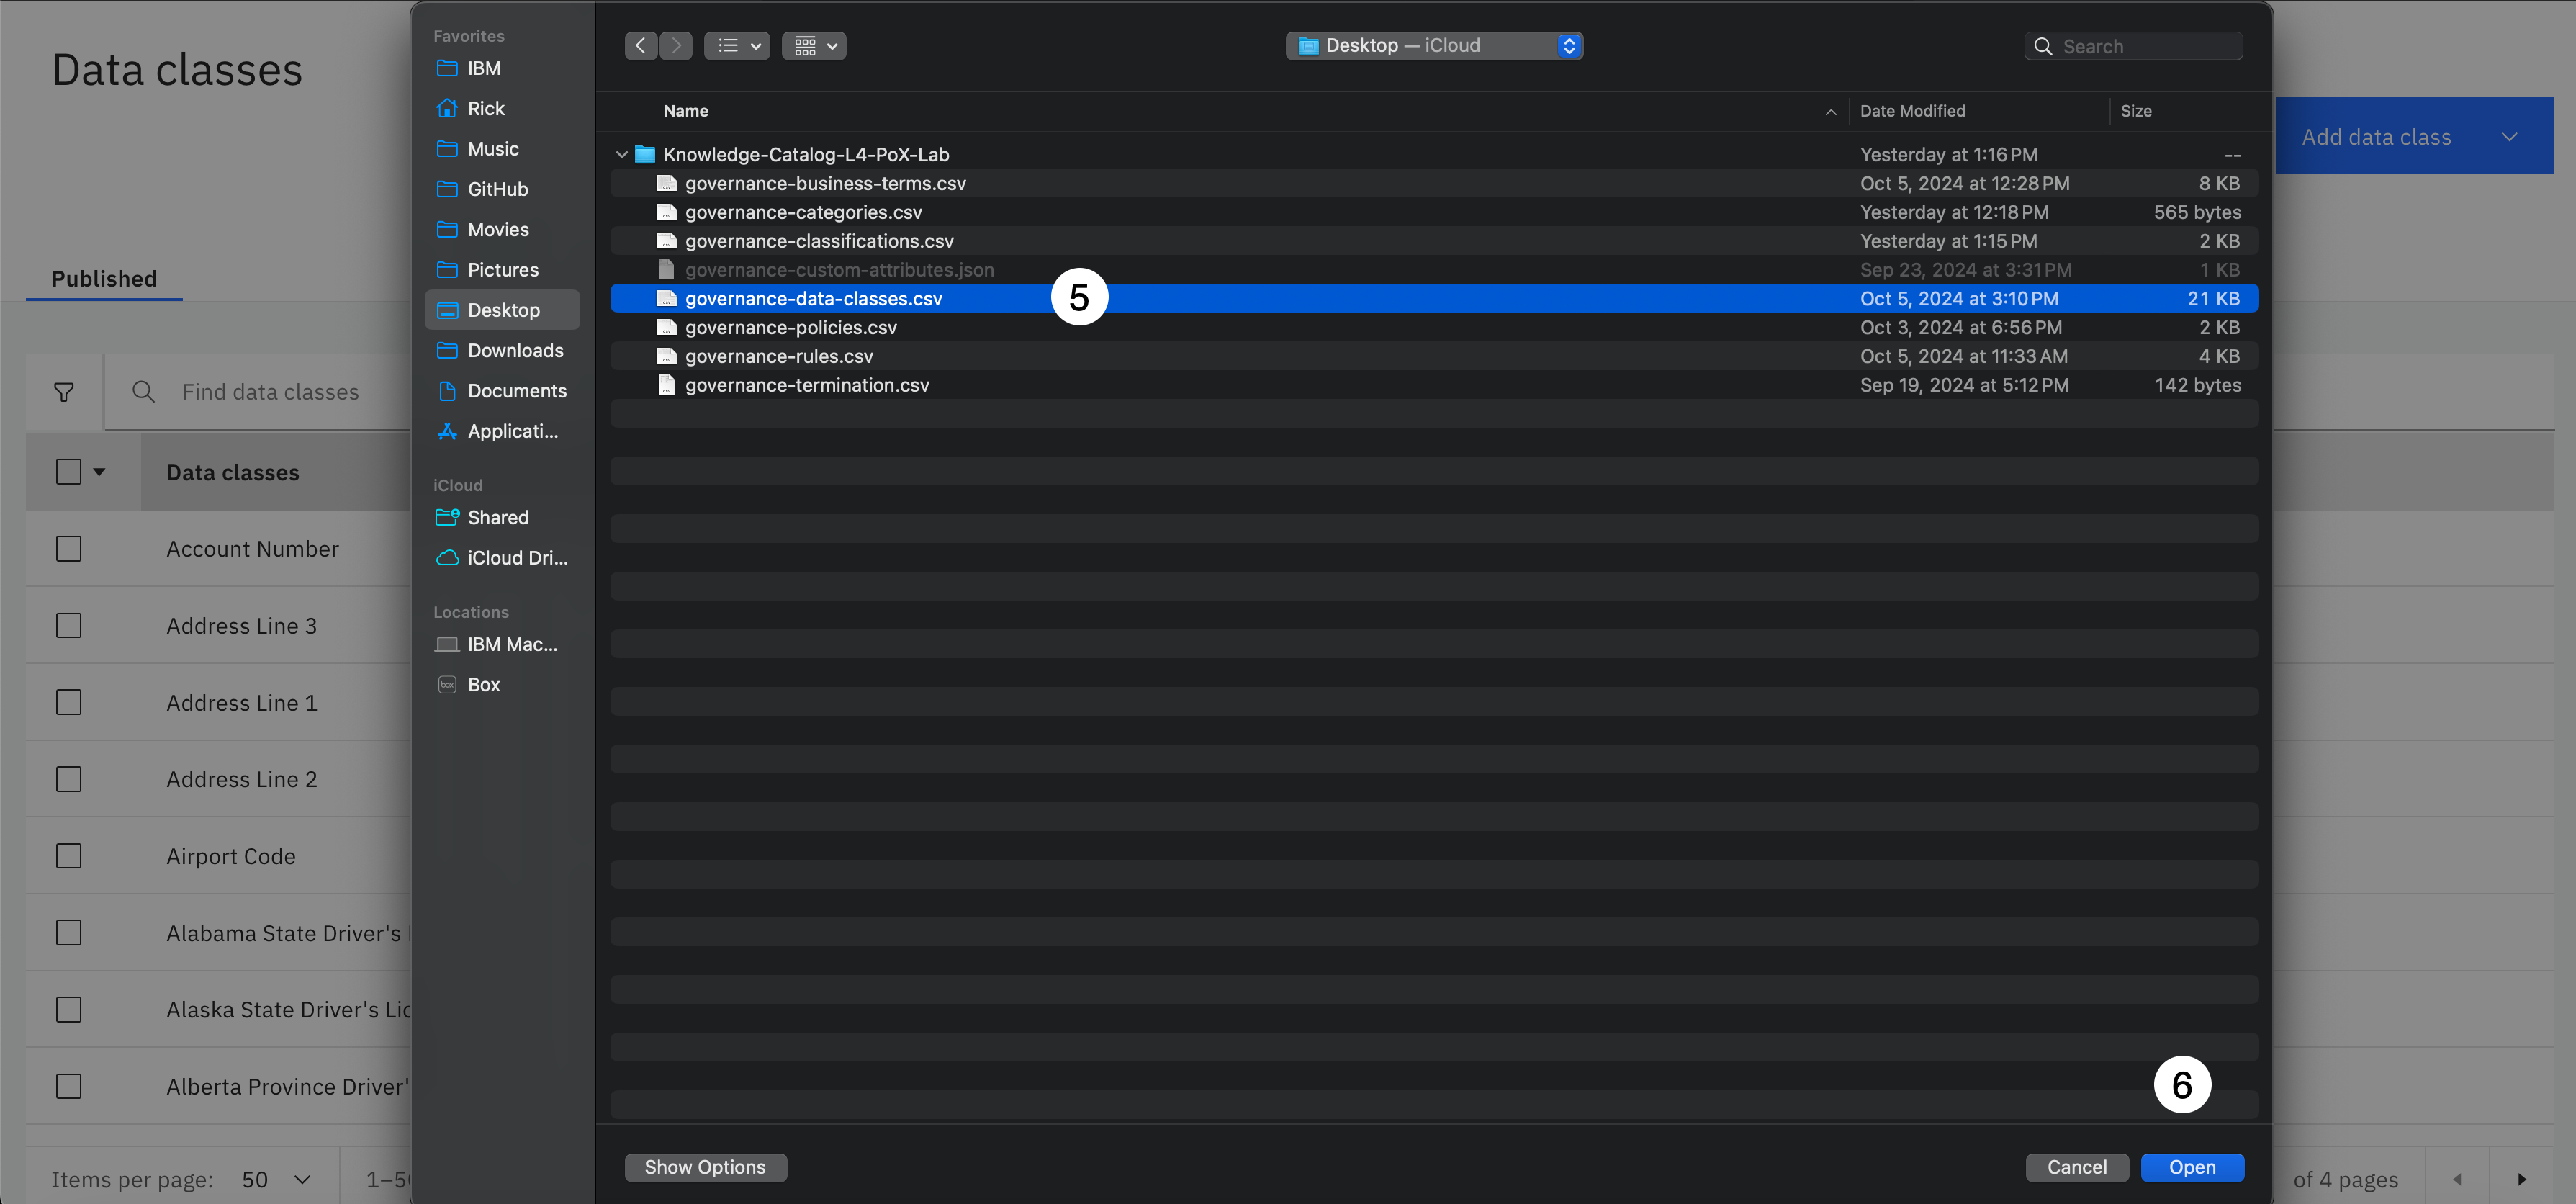 Data classes
Add data class
Published
Find data classes
Data classes
Account Number
Address Line 3
Address Line 1
Address Line 2
Airport Code
Alabama State Driver's
Alaska State Driver's Lic
Alberta Province Driver'
Items per page: 50
1–50
of 4 pages
Favorites
IBM
Rick
Music
GitHub
Movies
Pictures
Desktop
Downloads
Documents
Applicati...
iCloud
Shared
iCloud Dri...
Locations
IBM Mac...
Box
box
Desktop — iCloud
Search
Name Date Modified Size
Knowledge-Catalog-L4-PoX-Lab Yesterday at 1:16 PM --
governance-business-terms.csv Oct 5, 2024 at 12:28 PM 8 KB
governance-categories.csv Yesterday at 12:18 PM 565 bytes
governance-classifications.csv Yesterday at 1:15 PM 2 KB
governance-custom-attributes.json Sep 23, 2024 at 3:31 PM 1 KB
governance-data-classes.csv 5 Oct 5, 2024 at 3:10 PM 21 KB
governance-policies.csv Oct 3, 2024 at 6:56 PM 2 KB
governance-rules.csv Oct 5, 2024 at 11:33 AM 4 KB
governance-termination.csv Sep 19, 2024 at 5:12 PM 142 bytes
6
Show Options Cancel Open